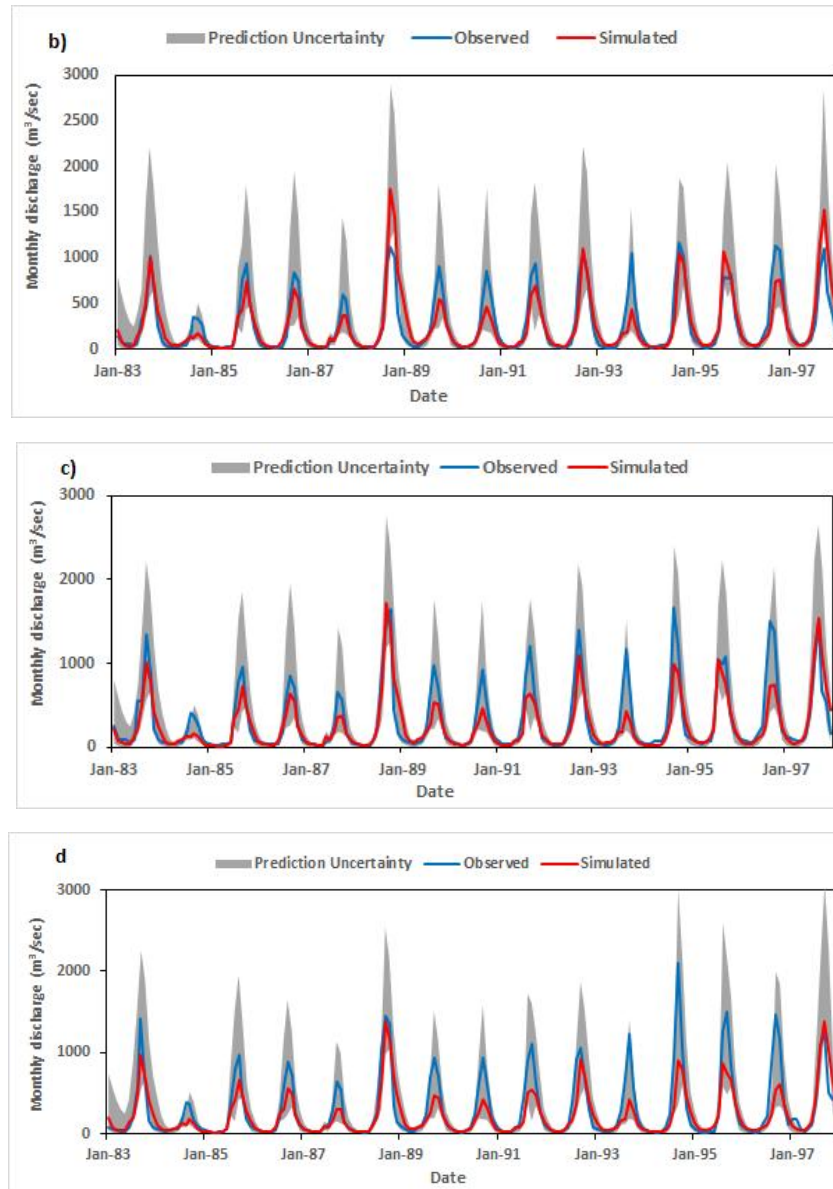 b)
Prediction Uncertainty Observed Simulated
3000
2500
2000
1500
1000
500
0
Monthly discharge (m³/sec)
Jan-83 Jan-85 Jan-87 Jan-89 Jan-91 Jan-93 Jan-95 Jan-97
Date
c)
Prediction Uncertainty Observed Simulated
3000
2000
1000
0
Monthly discharge (m³/sec)
Jan-83 Jan-85 Jan-87 Jan-89 Jan-91 Jan-93 Jan-95 Jan-97
Date
d
Prediction Uncertainty Observed Simulated
3000
2000
1000
0
Monthly discharge (m³/sec)
Jan-83 Jan-85 Jan-87 Jan-89 Jan-91 Jan-93 Jan-95 Jan-97
Date